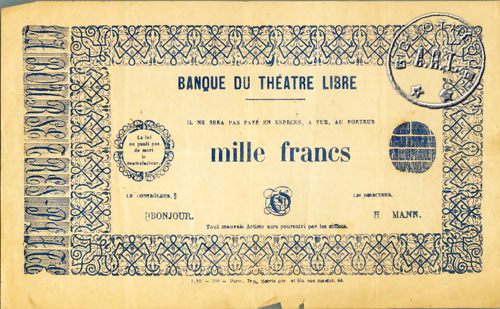 BANQUE DU THÉATRE LIBRE
IL NE SERA PAS PAYÉ EN ESPÈCES, A VUE, AU PORTEUR
mille francs
La loi
ne punit pas
de mort
le
contrefacteur.
LE CONTRÔLEUR,
BONJOUR.
LE DIRECTEUR,
H MANN.
Tout mauvais Artiste sera poursuivi par les sifflets.